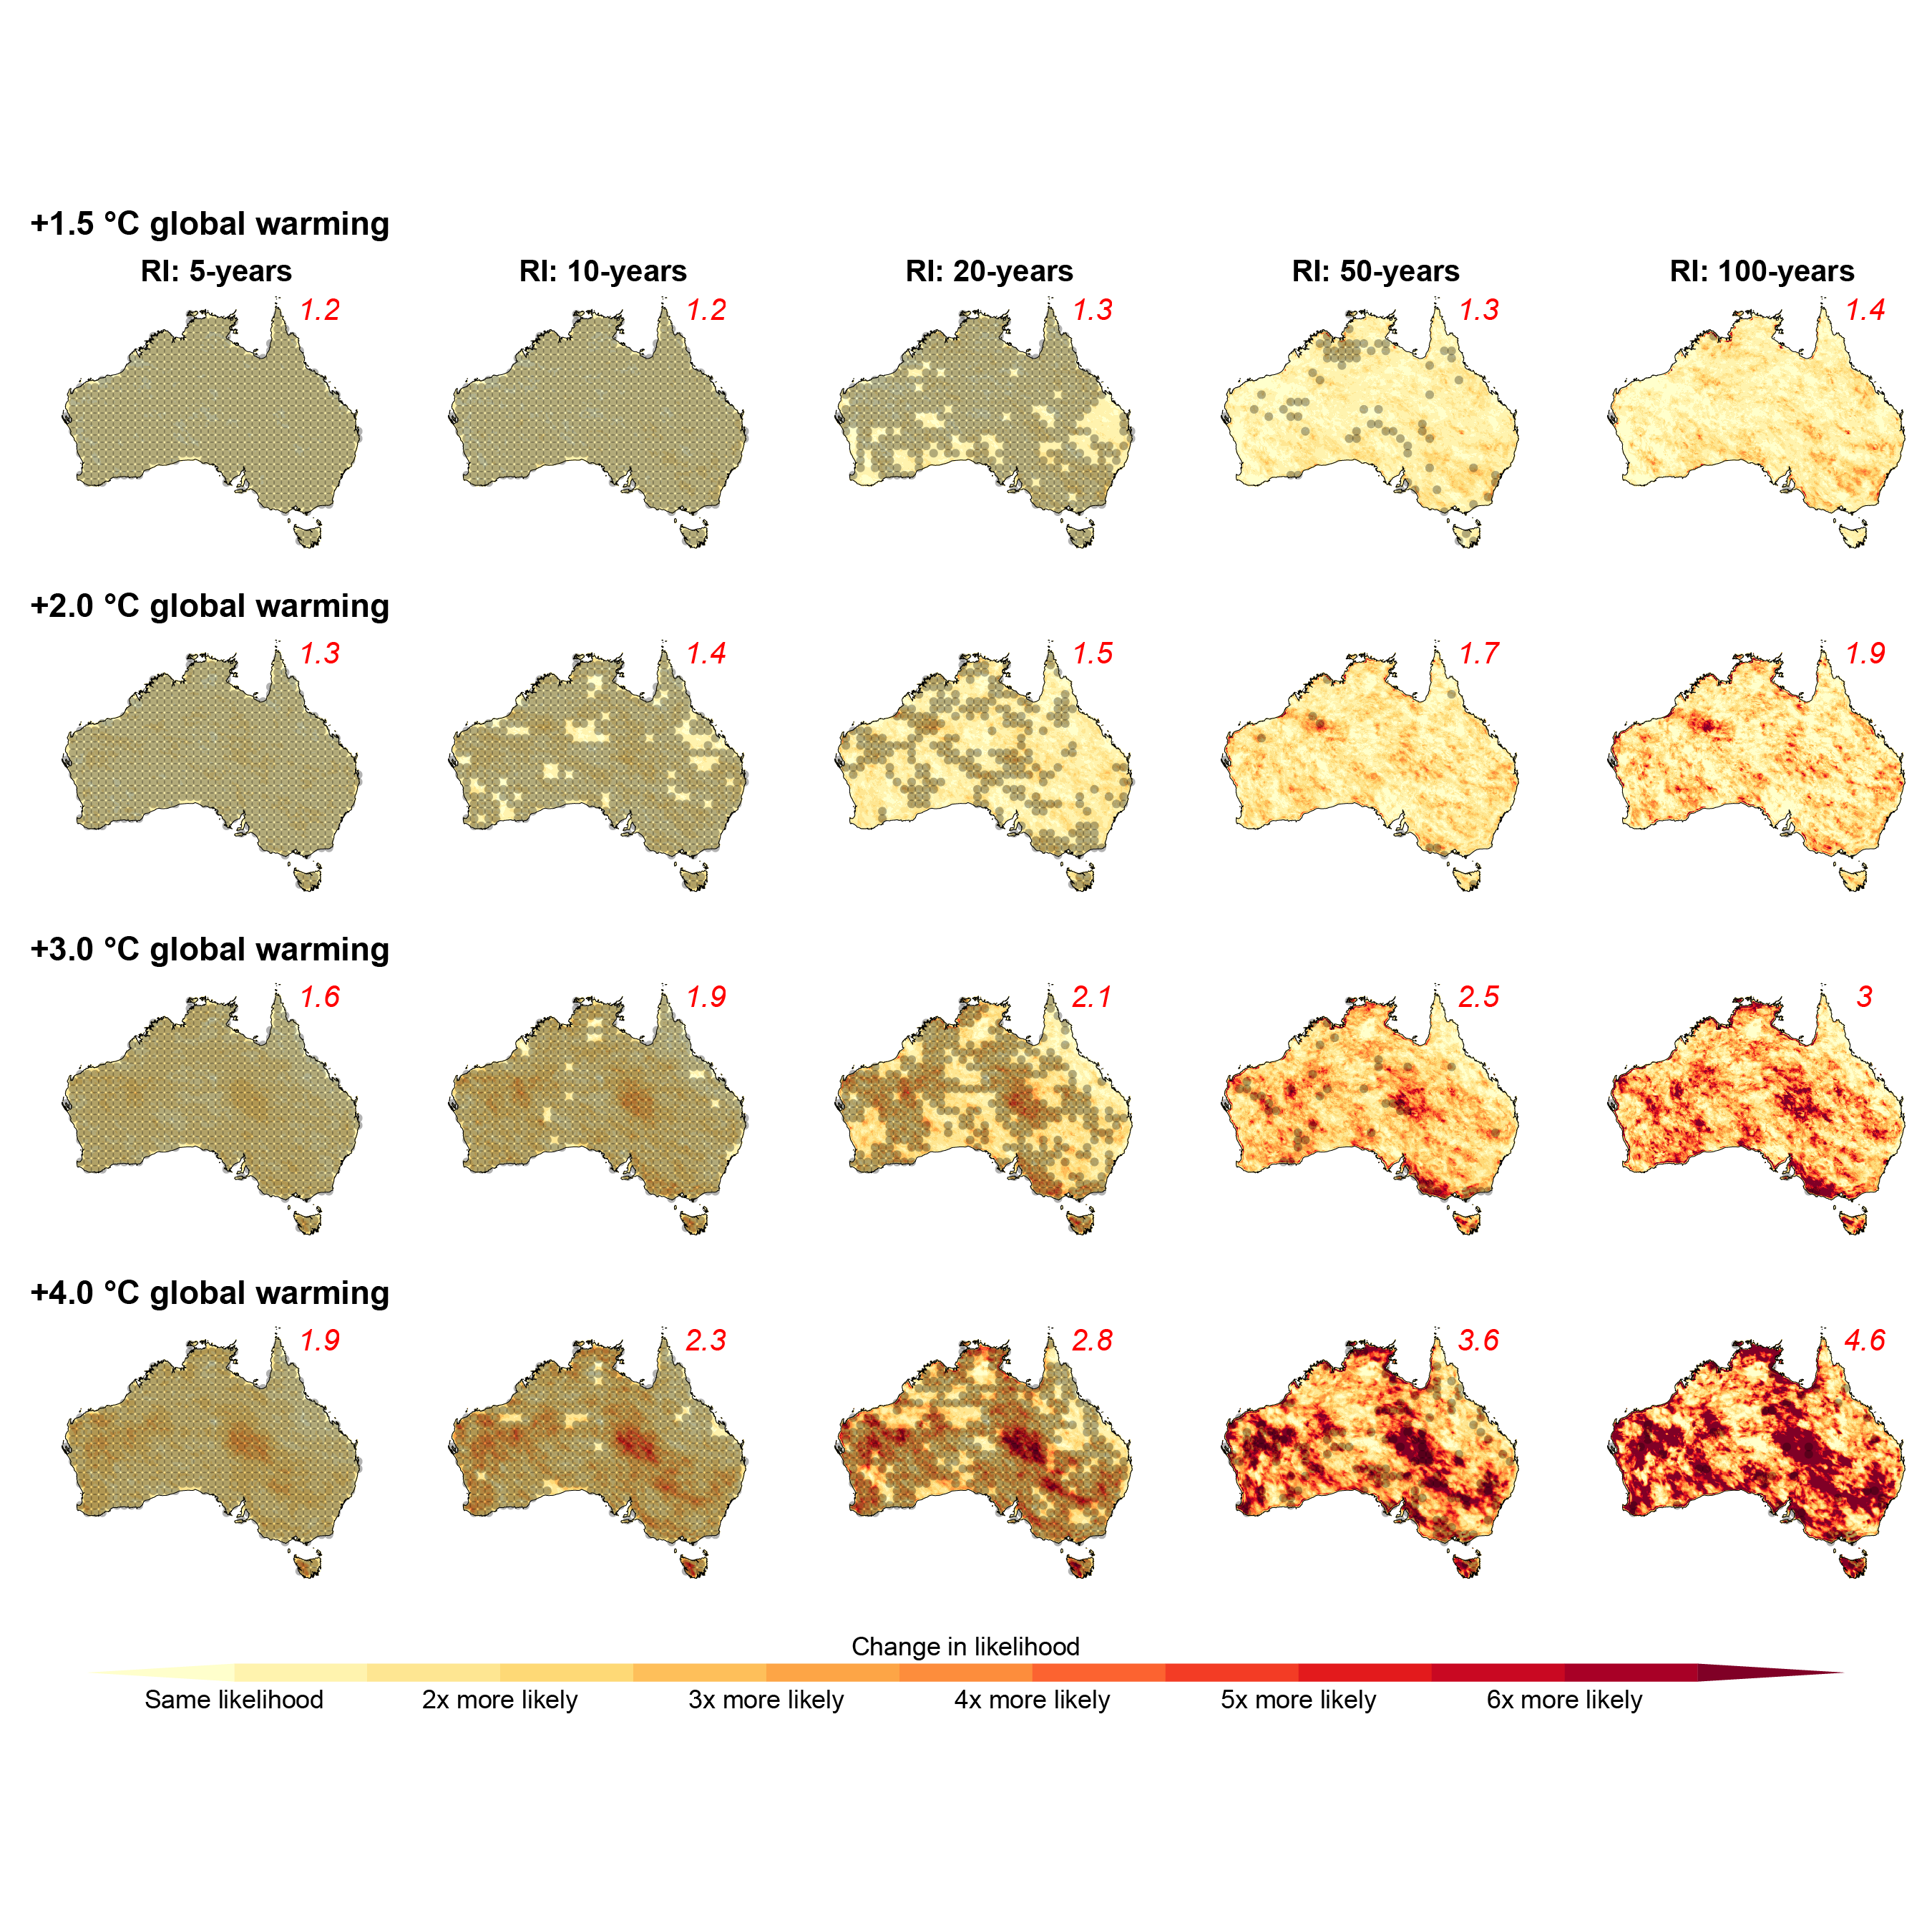 +1.5 °C global warming
RI: 5-years RI: 10-years RI: 20-years RI: 50-years RI: 100-years
1.2 1.2 1.3 1.3 1.4
+2.0 °C global warming
1.3 1.4 1.5 1.7 1.9
+3.0 °C global warming
1.6 1.9 2.1 2.5 3
+4.0 °C global warming
1.9 2.3 2.8 3.6 4.6
Change in likelihood
Same likelihood 2x more likely 3x more likely 4x more likely 5x more likely 6x more likely